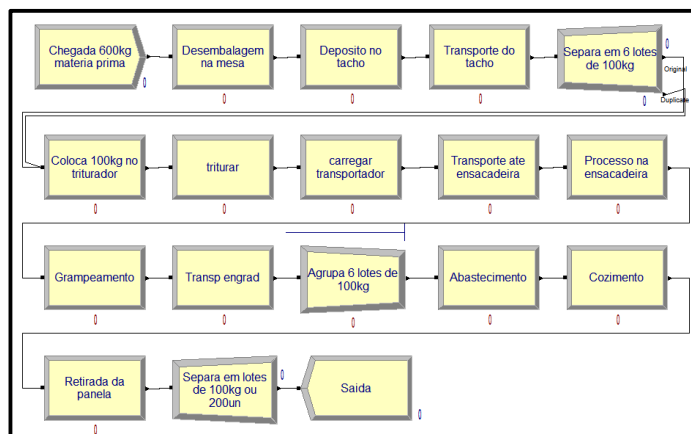 Chegada 600kg
materia prima
0
Desembalagem
na mesa
0
Deposito no
tacho
0
Transporte do
tacho
0
Separa em 6 lotes
de 100kg
0
Original
0
Duplicate
Coloca 100kg no
triturador
0
triturar
0
carregar
transportador
0
Transporte ate
ensacadeira
0
Processo na
ensacadeira
0
Grampeamento
0
Transp engrad
0
Agrupa 6 lotes de
100kg
0
Abastecimento
0
Cozimento
0
Retirada da
panela
0
Separa em lotes
de 100kg ou
200un
0
0
Saida
0